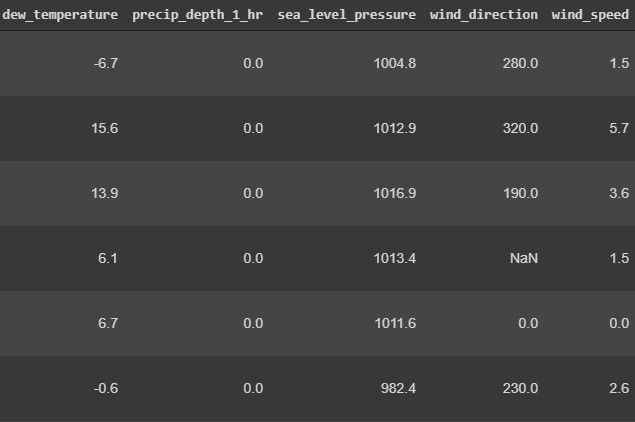 dew_temperature precip_depth_1_hr sea_level_pressure wind_direction wind_speed
-6.7 0.0 1004.8 280.0 1.5
15.6 0.0 1012.9 320.0 5.7
13.9 0.0 1016.9 190.0 3.6
6.1 0.0 1013.4 NaN 1.5
6.7 0.0 1011.6 0.0 0.0
-0.6 0.0 982.4 230.0 2.6